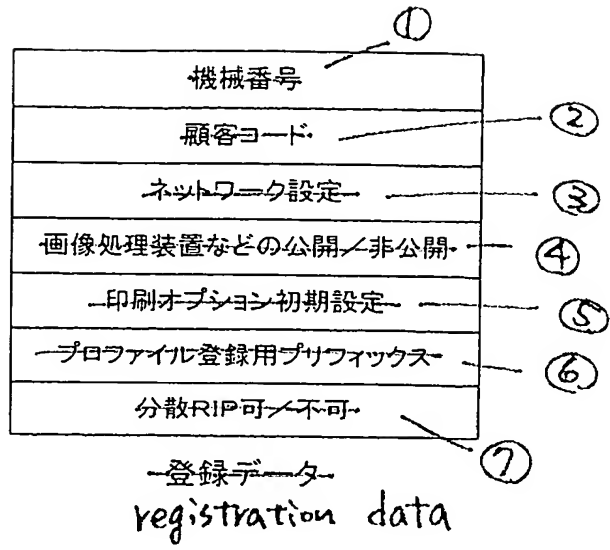 ①
機械番号
顧客コード ②
ネットワーク設定 ③
画像処理装置などの公開/非公開 ④
印刷オプション初期設定 ⑤
プロファイル登録用プリフィックス ⑥
分散RIP可/不可 ⑦
登録データ
registration data